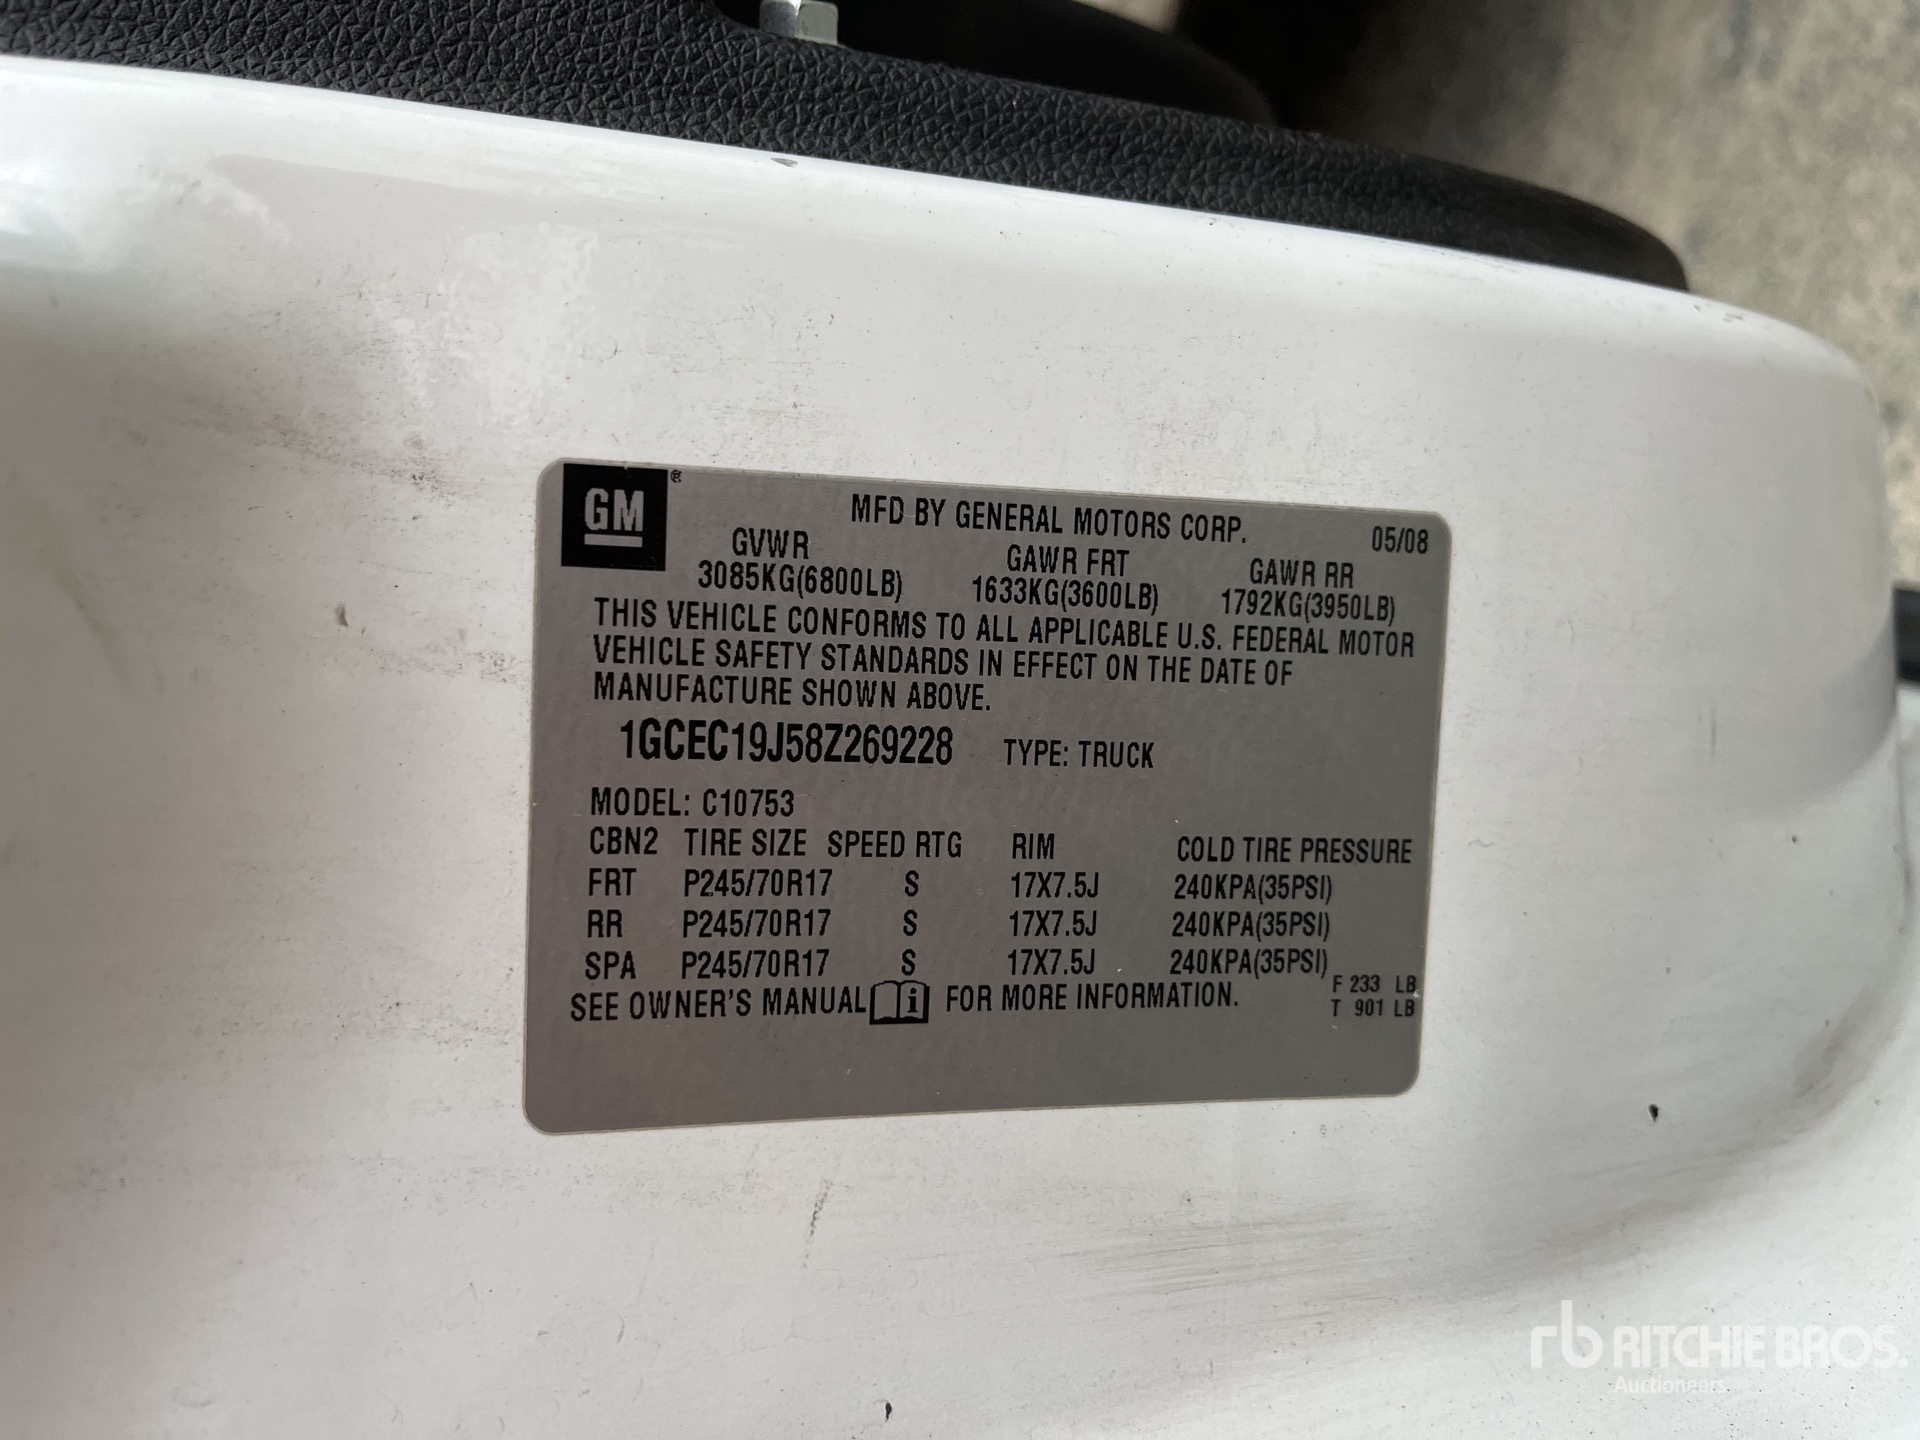 GM ®
MFD BY GENERAL MOTORS CORP. 05/08
GVWR GAWR FRT GAWR RR
3085KG(6800LB) 1633KG(3600LB) 1792KG(3950LB)
THIS VEHICLE CONFORMS TO ALL APPLICABLE U.S. FEDERAL MOTOR
VEHICLE SAFETY STANDARDS IN EFFECT ON THE DATE OF
MANUFACTURE SHOWN ABOVE.
1GCEC19J58Z269228 TYPE: TRUCK
MODEL: C10753
CBN2 TIRE SIZE SPEED RTG RIM COLD TIRE PRESSURE
FRT P245/70R17 S 17X7.5J 240KPA(35PSI)
RR P245/70R17 S 17X7.5J 240KPA(35PSI)
SPA P245/70R17 S 17X7.5J 240KPA(35PSI)
SEE OWNER'S MANUAL i FOR MORE INFORMATION.
F 233 LB
T 901 LB
rb RITCHIE BROS.
Auctioneers